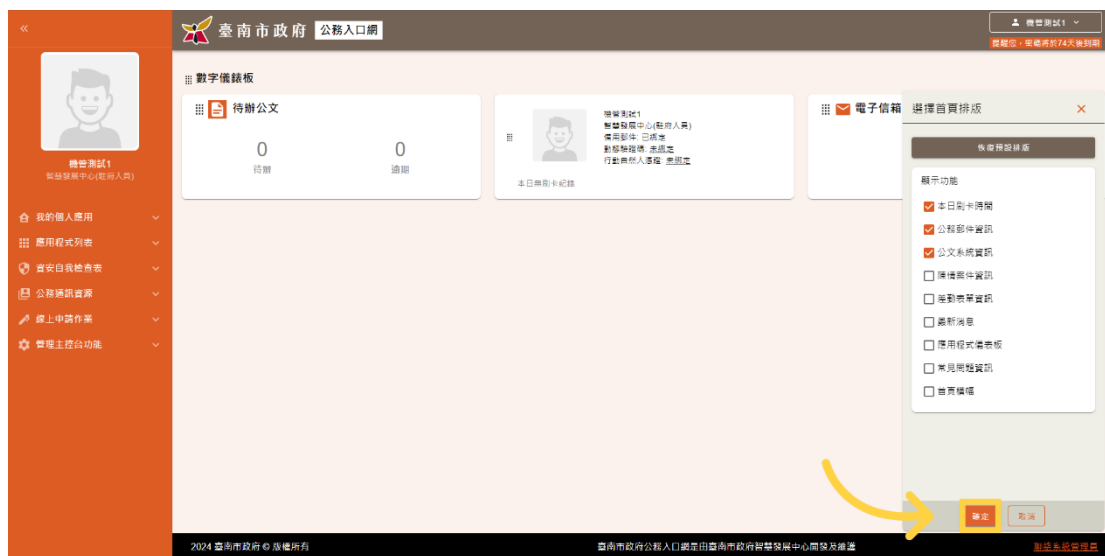 «
臺南市政府 公務入口網
機管測試1
提醒您，密碼將於74天後到期
機管測試1
智慧發展中心(駐府人員)
我的個人應用
應用程式列表
資安自我檢查表
公務通訊資源
線上申請作業
管理主控台功能
數字儀錶板
待辦公文
0
待辦
0
逾期
機管測試1
智慧發展中心(駐府人員)
備用郵件: 已綁定
動態驗證碼: 未綁定
行動自然人憑證: 未綁定
本日無刷卡紀錄
電子信箱
選擇首頁排版
恢復預設排版
顯示功能
本日刷卡時間
公務郵件資訊
公文系統資訊
陳情案件資訊
差勤表單資訊
最新消息
應用程式儀表板
常見問題資訊
首頁橫幅
確定
取消
2024 臺南市政府 © 版權所有
臺南市政府公務入口網是由臺南市政府智慧發展中心開發及維護
聯絡系統管理員